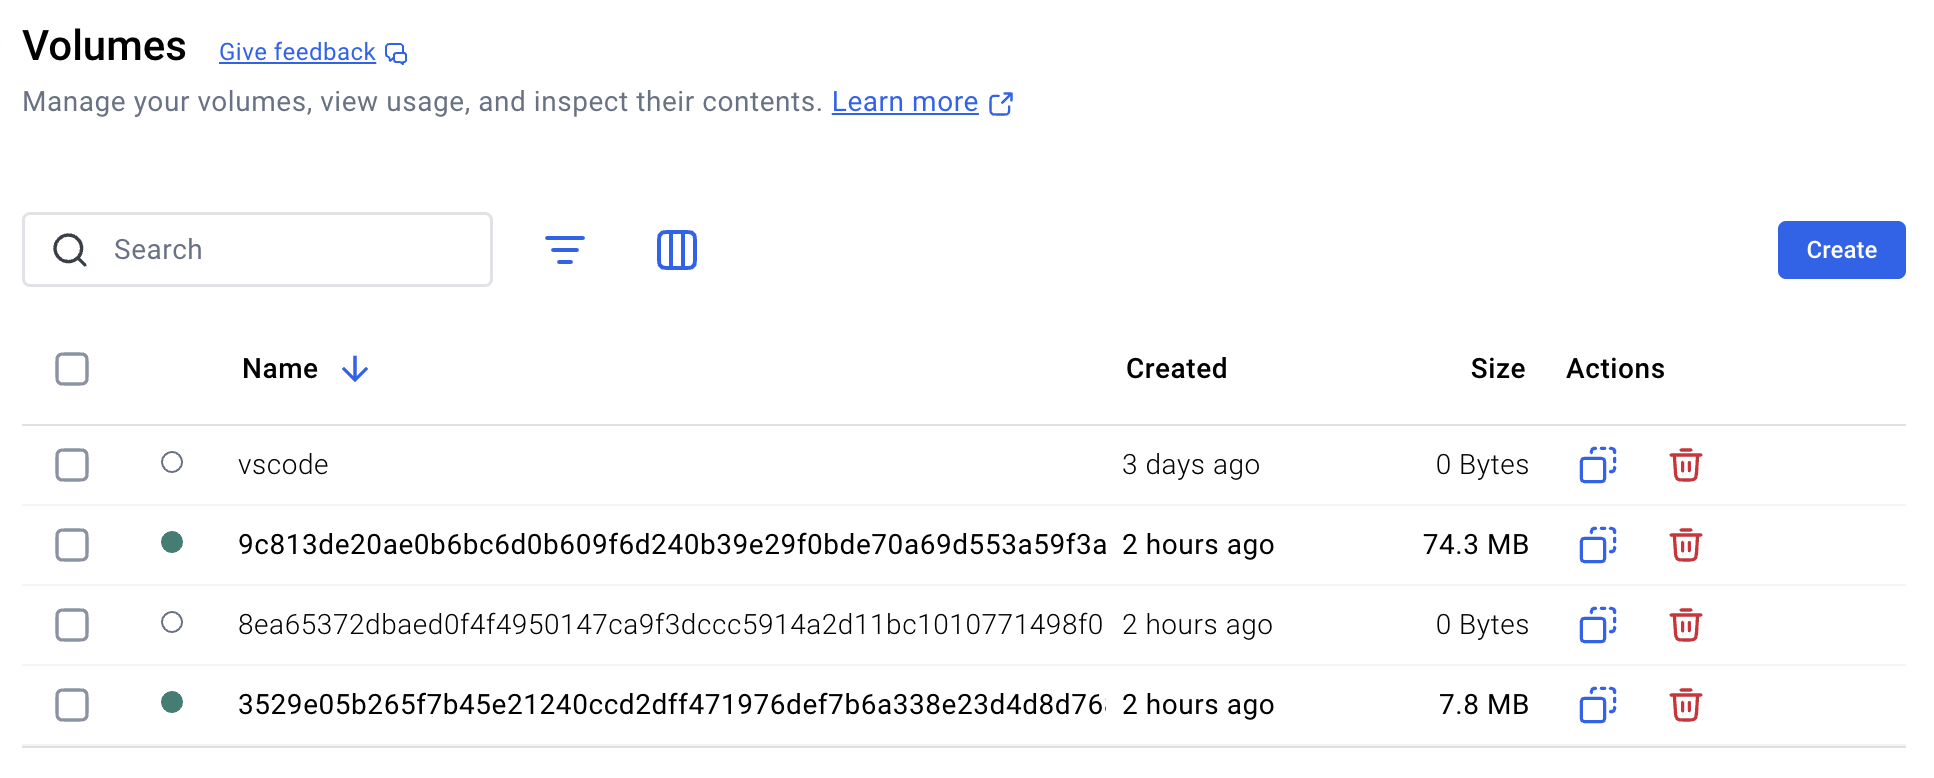 Volumes Give feedback
Manage your volumes, view usage, and inspect their contents. Learn more
Search Create
Name Created Size Actions
vscode 3 days ago 0 Bytes
9c813de20ae0b6bc6d0b609f6d240b39e29f0bde70a69d553a59f3a 2 hours ago 74.3 MB
8ea65372dbaed0f4f4950147ca9f3dccc5914a2d11bc1010771498f0 2 hours ago 0 Bytes
3529e05b265f7b45e21240ccd2dff471976def7b6a338e23d4d8d76 2 hours ago 7.8 MB